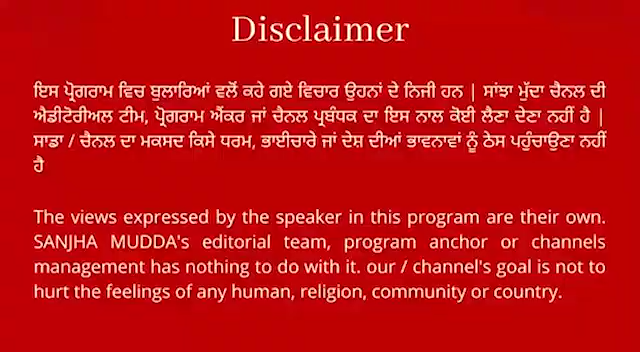 Disclaimer
ਇਸ ਪ੍ਰੋਗਰਾਮ ਵਿਚ ਬੁਲਾਰਿਆਂ ਵਲੋਂ ਕਹੇ ਗਏ ਵਿਚਾਰ ਉਹਨਾਂ ਦੇ ਨਿਜੀ ਹਨ | ਸਾਂਝਾ ਮੁੱਦਾ ਚੈਨਲ ਦੀ
ਐਡੀਟੋਰੀਅਲ ਟੀਮ, ਪ੍ਰੋਗਰਾਮ ਐਂਕਰ ਜਾਂ ਚੈਨਲ ਪ੍ਰਬੰਧਕ ਦਾ ਇਸ ਨਾਲ ਕੋਈ ਲੈਣਾ ਦੇਣਾ ਨਹੀਂ ਹੈ |
ਸਾਡਾ / ਚੈਨਲ ਦਾ ਮਕਸਦ ਕਿਸੇ ਧਰਮ, ਭਾਈਚਾਰੇ ਜਾਂ ਦੇਸ਼ ਦੀਆਂ ਭਾਵਨਾਵਾਂ ਨੂੰ ਠੇਸ ਪਹੁੰਚਾਉਣਾ ਨਹੀਂ
ਹੈ
The views expressed by the speaker in this program are their own.
SANJHA MUDDA's editorial team, program anchor or channels
management has nothing to do with it. our / channel's goal is not to
hurt the feelings of any human, religion, community or country.